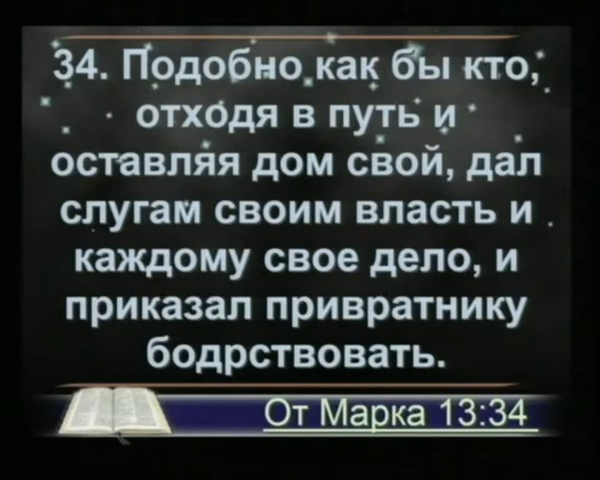 34. Подобно как бы кто,
отходя в путь и
оставляя дом свой, дал
слугам своим власть и
каждому свое дело, и
приказал привратнику
бодрствовать.
От Марка 13:34